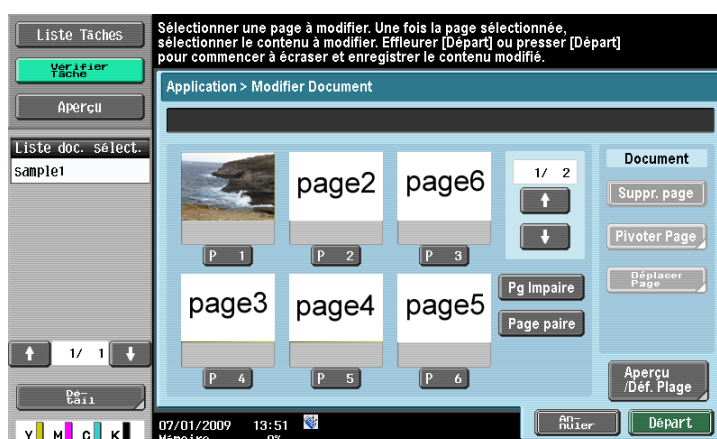 Liste Tâches
Vérifier
Tâche
Aperçu
Liste doc. sélect.
sample1
1/ 1
Dé-
tail
Y M C K
Sélectionner une page à modifier. Une fois la page sélectionnée,
sélectionner le contenu à modifier. Effleurer [Départ] ou presser [Départ]
pour commencer à écraser et enregistrer le contenu modifié.
Application > Modifier Document
page2 page6
P 1 P 2 P 3
page3 page4 page5
P 4 P 5 P 6
1/ 2
Pg Impaire
Page paire
Document
Suppr. page
Pivoter Page
Déplacer
Page
Aperçu
/Déf. Plage
07/01/2009 13:51
Mémoire 0%
An-
nuler
Départ